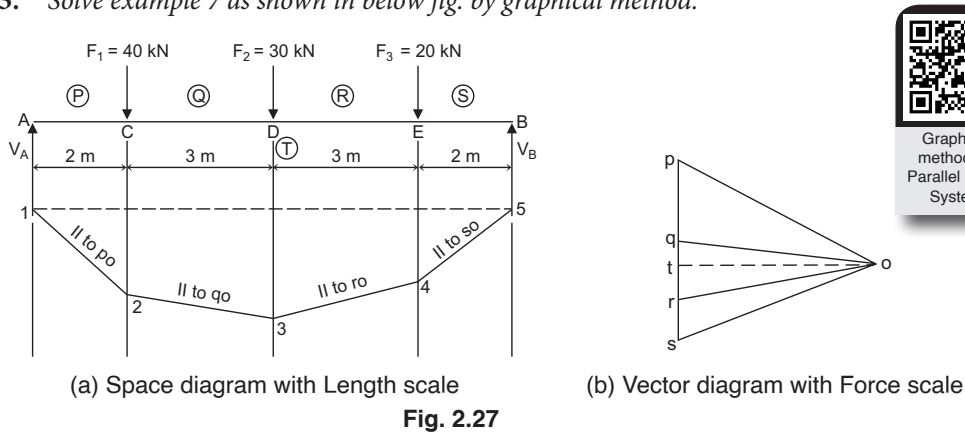 Solve example 7 as shown in below fig. by graphical method.
F1 = 40 kN F2 = 30 kN F3 = 20 kN
P Q R S
A C D E B
T
VA 2 m 3 m 3 m 2 m VB
1 5
II to po II to qo II to ro II to so
2 3 4
(a) Space diagram with Length scale
p
q
t o
r
s
(b) Vector diagram with Force scale
Fig. 2.27
Graph
method
Parallel
Syste